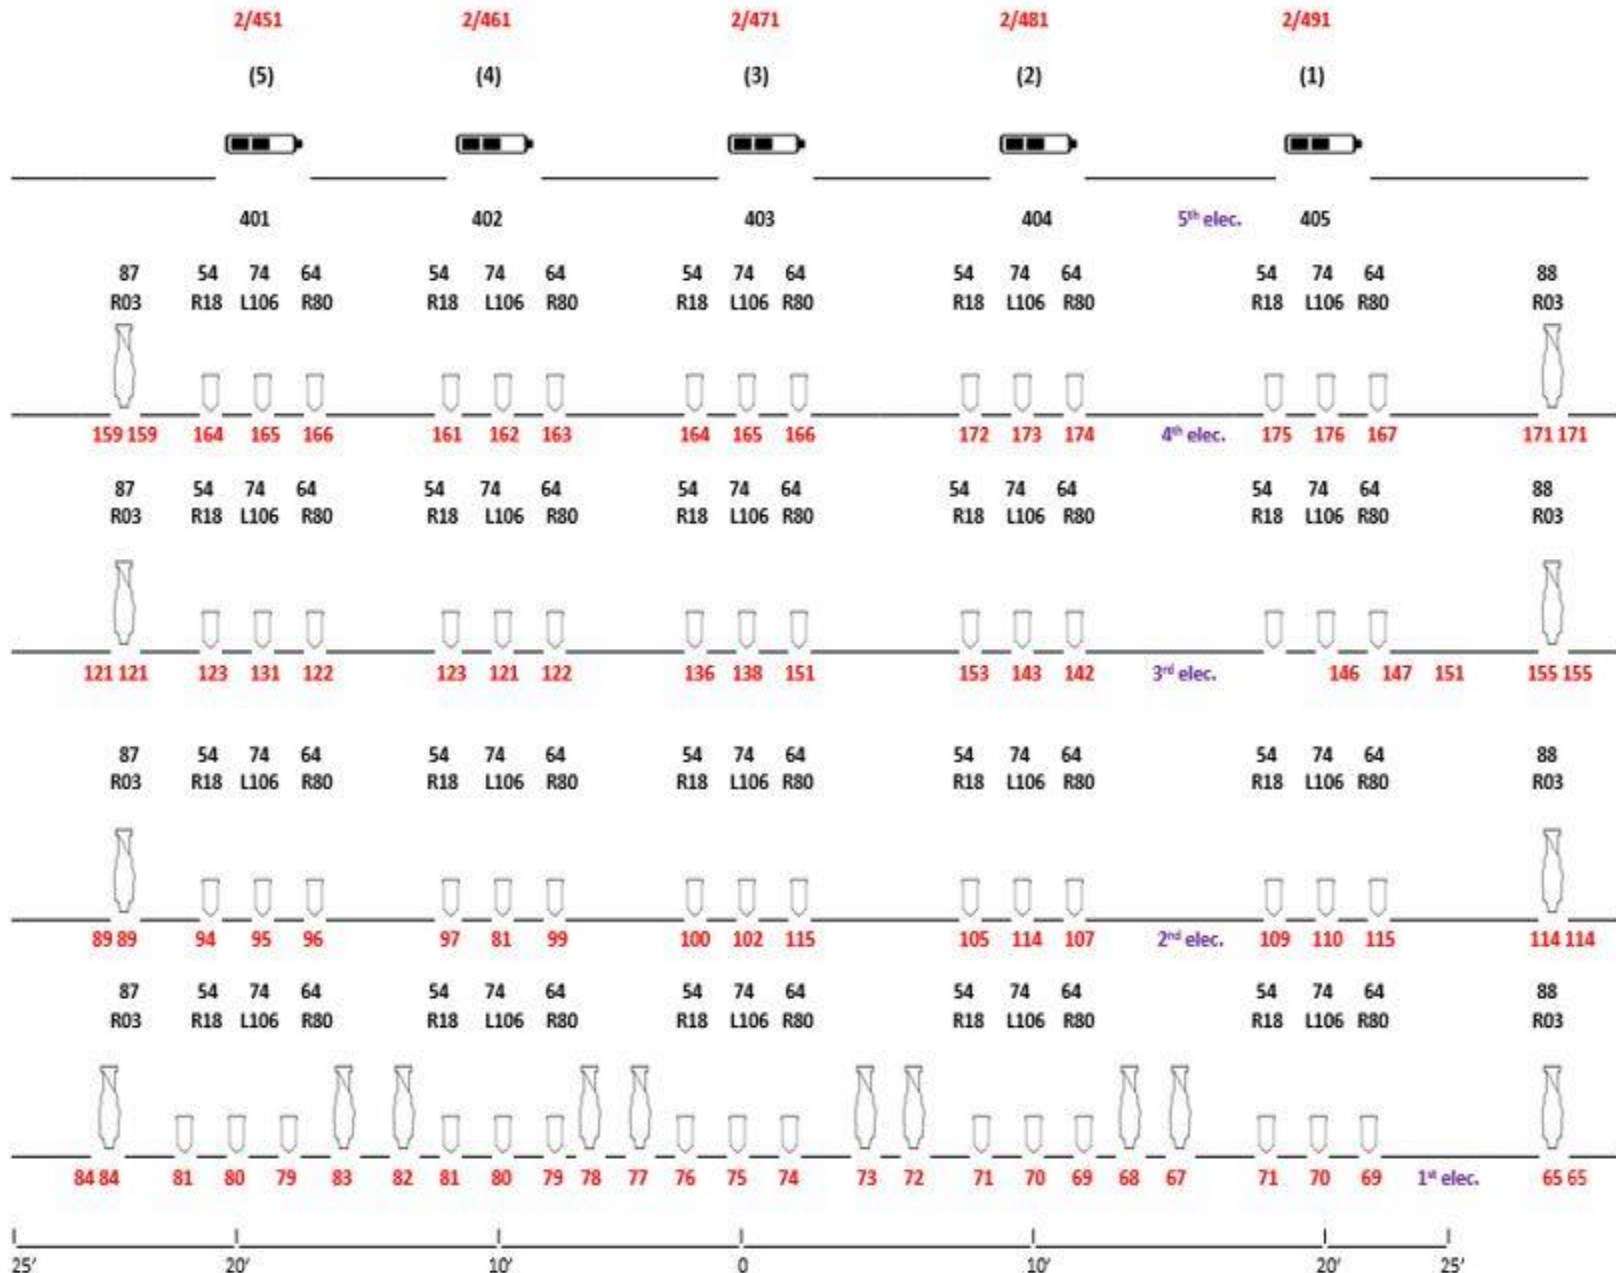 2/451 2/461 2/471 2/481 2/491
(5) (4) (3) (2) (1)
401 402 403 404 5th elec. 405
87 54 74 64 54 74 64 54 74 64 54 74 64 54 74 64 88
R03 R18 L106 R80 R18 L106 R80 R18 L106 R80 R18 L106 R80 R18 L106 R80 R03
159 159 164 165 166 161 162 163 164 165 166 172 173 174 4th elec. 175 176 167 171 171
87 54 74 64 54 74 64 54 74 64 54 74 64 54 74 64 88
R03 R18 L106 R80 R18 L106 R80 R18 L106 R80 R18 L106 R80 R18 L106 R80 R03
121 121 123 131 122 123 121 122 136 138 151 153 143 142 3rd elec. 146 147 151 155 155
87 54 74 64 54 74 64 54 74 64 54 74 64 54 74 64 88
R03 R18 L106 R80 R18 L106 R80 R18 L106 R80 R18 L106 R80 R18 L106 R80 R03
89 89 94 95 96 97 81 99 100 102 115 105 114 107 2nd elec. 109 110 115 114 114
87 54 74 64 54 74 64 54 74 64 54 74 64 54 74 64 88
R03 R18 L106 R80 R18 L106 R80 R18 L106 R80 R18 L106 R80 R18 L106 R80 R03
84 84 81 80 79 83 82 81 80 79 78 77 76 75 74 73 72 71 70 69 68 67 71 70 69 1st elec. 65 65
25' 20' 10' 0 10' 20' 25'